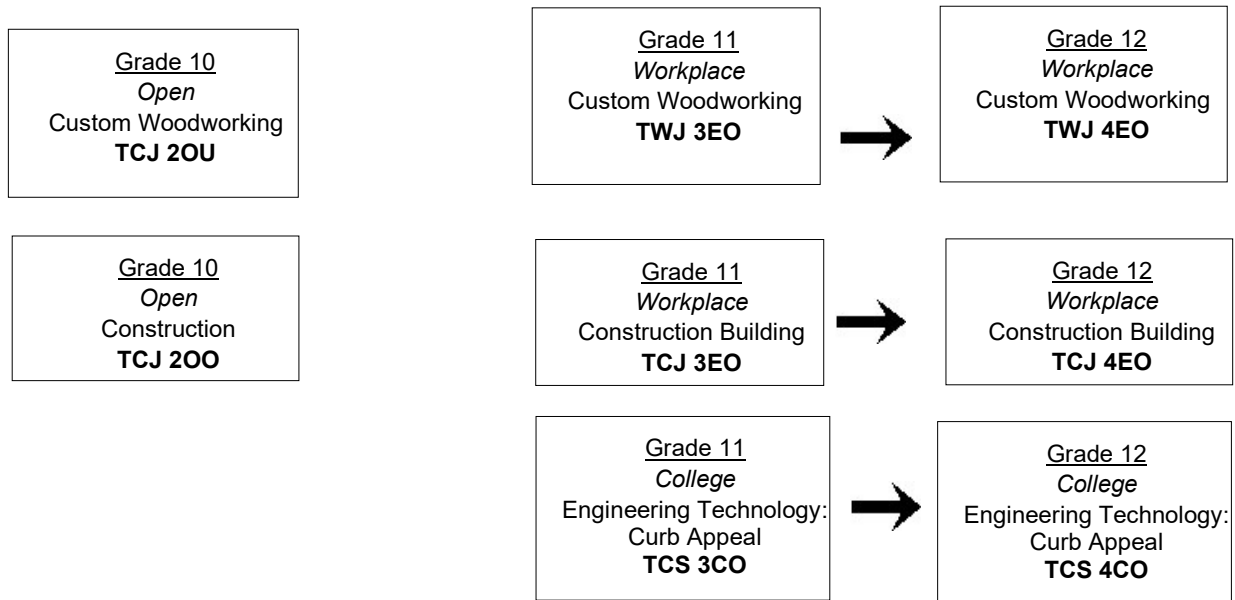 Grade 10
Open
Custom Woodworking
TCJ 2OU
Grade 11
Workplace
Custom Woodworking
TWJ 3EO
Grade 12
Workplace
Custom Woodworking
TWJ 4EO
Grade 10
Open
Construction
TCJ 2OO
Grade 11
Workplace
Construction Building
TCJ 3EO
Grade 12
Workplace
Construction Building
TCJ 4EO
Grade 11
College
Engineering Technology:
Curb Appeal
TCS 3CO
Grade 12
College
Engineering Technology:
Curb Appeal
TCS 4CO